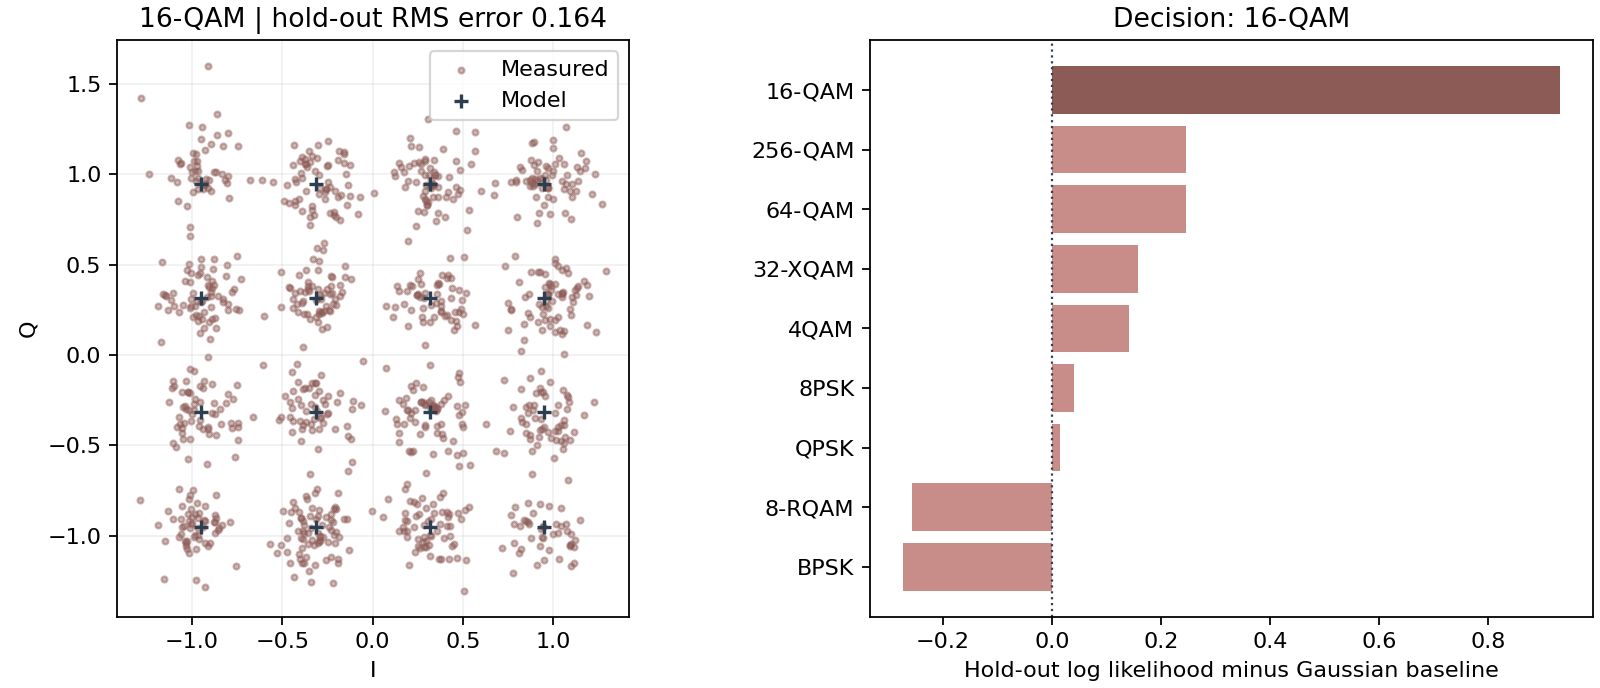 16-QAM | hold-out RMS error 0.164
Measured
Model
1.5
1.0
0.5
0.0
−0.5
−1.0
Q
−1.0
−0.5
0.0
0.5
1.0
I
Decision: 16-QAM
16-QAM
256-QAM
64-QAM
32-XQAM
4QAM
8PSK
QPSK
8-RQAM
BPSK
−0.2
0.0
0.2
0.4
0.6
0.8
Hold-out log likelihood minus Gaussian baseline